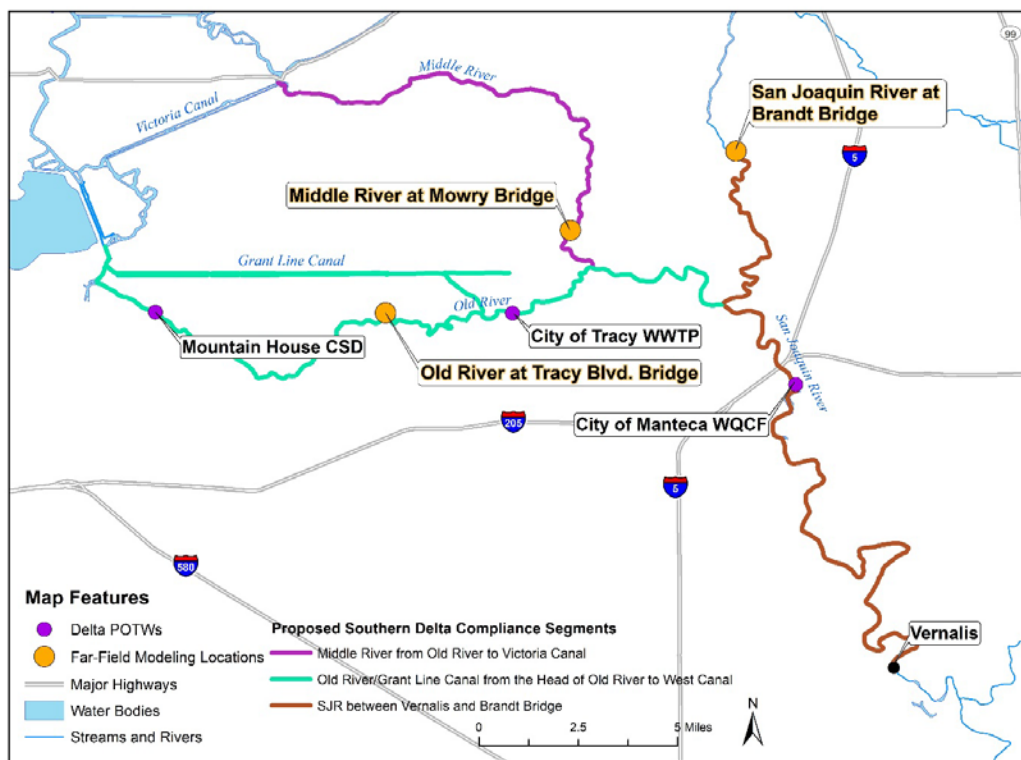 Middle River
99
Victoria Canal
San Joaquin River at
Brandt Bridge
5
Middle River at Mowry Bridge
Grant Line Canal
Old River
Mountain House CSD
City of Tracy WWTP
San Joaquin River
Old River at Tracy Blvd. Bridge
205
City of Manteca WQCF
5
580
Vernalis
Map Features
Delta POTWs
Far-Field Modeling Locations
Major Highways
Water Bodies
Streams and Rivers
Proposed Southern Delta Compliance Segments
Middle River from Old River to Victoria Canal
Old River/Grant Line Canal from the Head of Old River to West Canal
SJR between Vernalis and Brandt Bridge
0 2.5 5 Miles
N